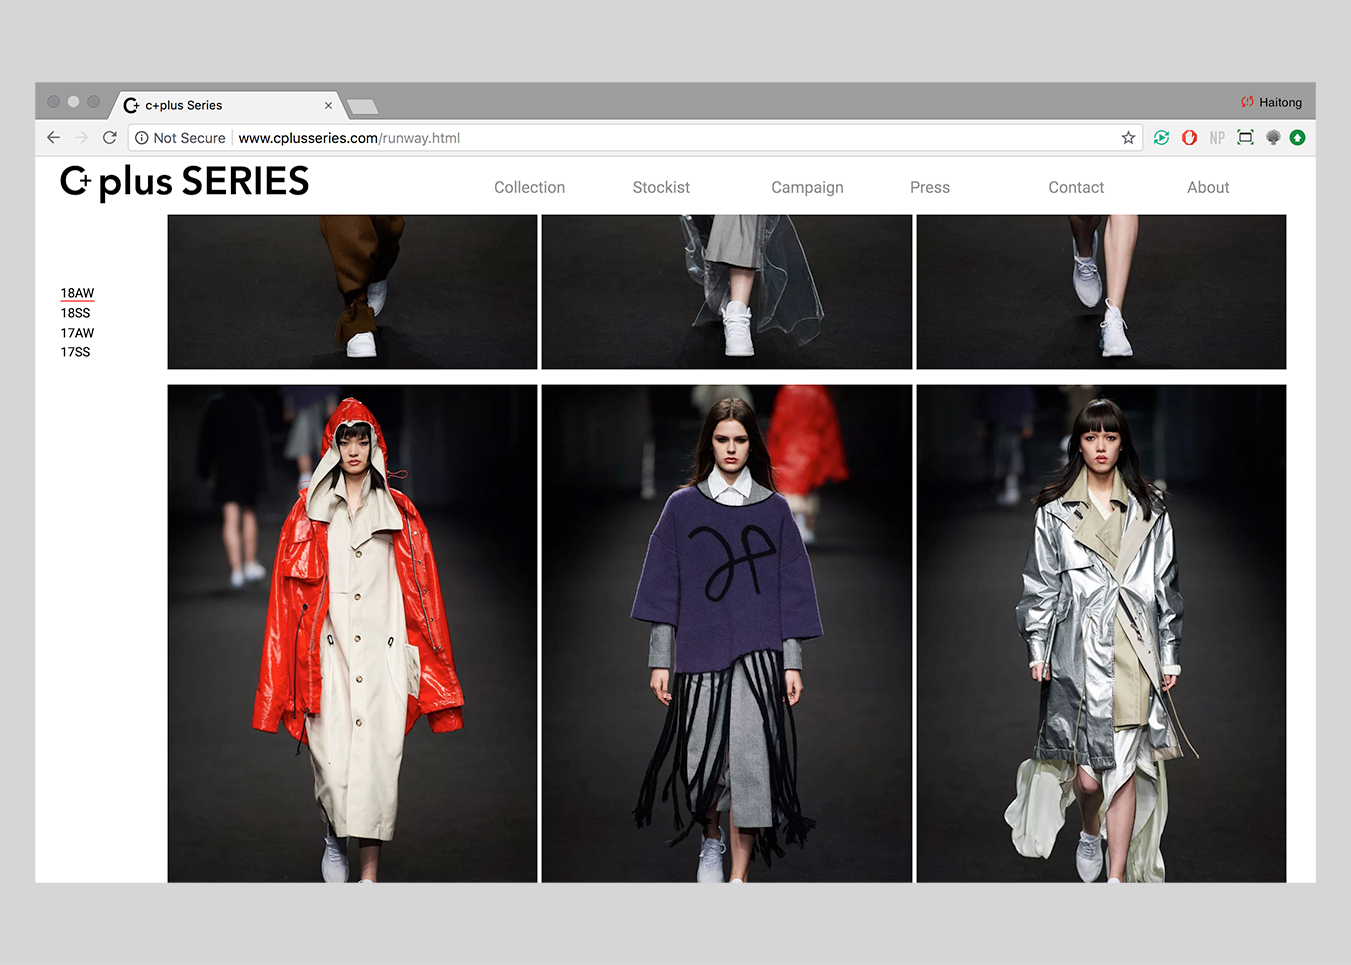 c+plus Series
Haitong
Not Secure www.cplusseries.com/runway.html
NP
C+ plus SERIES
Collection Stockist Campaign Press Contact About
18AW
18SS
17AW
17SS